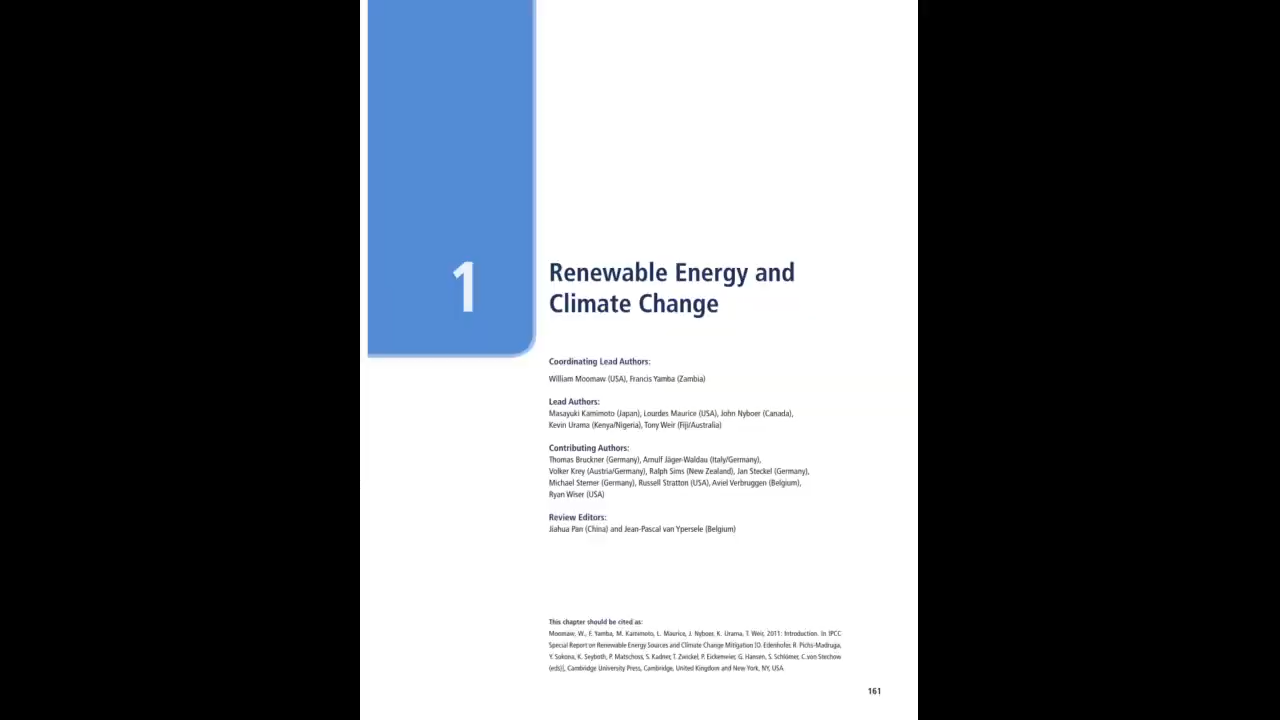 1
Renewable Energy and
Climate Change
Coordinating Lead Authors:
William Moomaw (USA), Francis Yamba (Zambia)
Lead Authors:
Masayuki Kamimoto (Japan), Lourdes Maurice (USA), John Nyboer (Canada),
Kevin Urama (Kenya/Nigeria), Tony Weir (Fiji/Australia)
Contributing Authors:
Thomas Bruckner (Germany), Arnulf Jäger-Waldau (Italy/Germany),
Volker Krey (Austria/Germany), Ralph Sims (New Zealand), Jan Steckel (Germany),
Michael Sterner (Germany), Russell Stratton (USA), Aviel Verbruggen (Belgium),
Ryan Wiser (USA)
Review Editors:
Jiahua Pan (China) and Jean-Pascal van Ypersele (Belgium)
This chapter should be cited as:
Moomaw, W., F. Yamba, M. Kamimoto, L. Maurice, J. Nyboer, K. Urama, T. Weir, 2011: Introduction. In IPCC
Special Report on Renewable Energy Sources and Climate Change Mitigation [O. Edenhofer, R. Pichs-Madruga,
Y. Sokona, K. Seyboth, P. Matschoss, S. Kadner, T. Zwickel, P. Eickemeier, G. Hansen, S. Schlömer, C.von Stechow
(eds)], Cambridge University Press, Cambridge, United Kingdom and New York, NY, USA.
161